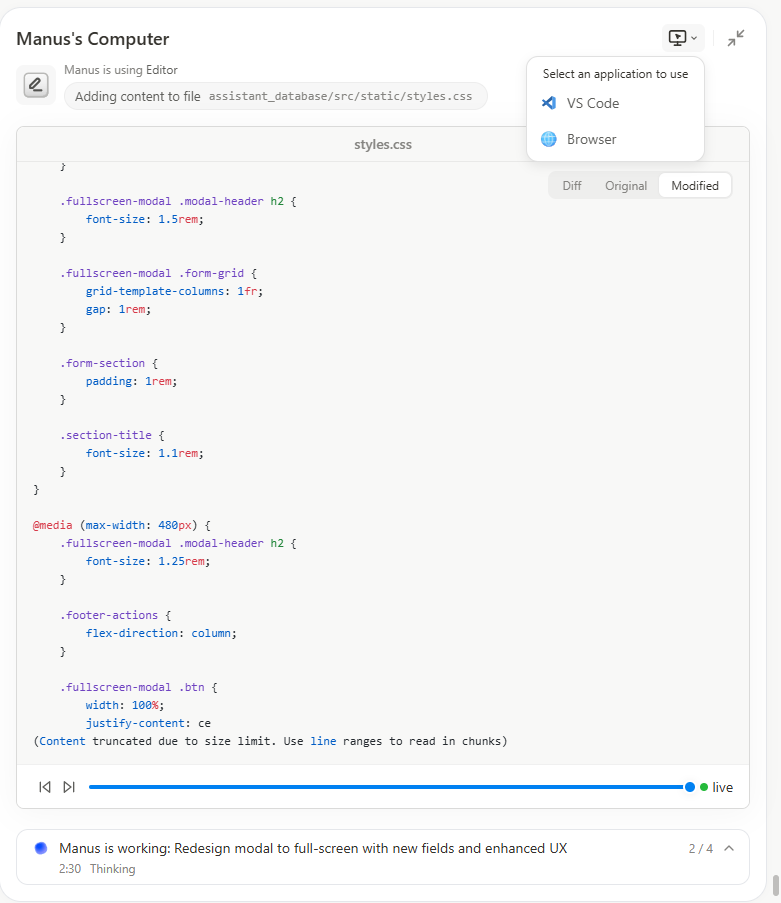 Manus's Computer
Manus is using Editor
Adding content to file assistant_database/src/static/styles.css
Select an application to use
VS Code
Browser
styles.css
Diff Original Modified
}
.fullscreen-modal .modal-header h2 {
font-size: 1.5rem;
}
.fullscreen-modal .form-grid {
grid-template-columns: 1fr;
gap: 1rem;
}
.form-section {
padding: 1rem;
}
.section-title {
font-size: 1.1rem;
}
}
@media (max-width: 480px) {
.fullscreen-modal .modal-header h2 {
font-size: 1.25rem;
}
.footer-actions {
flex-direction: column;
}
.fullscreen-modal .btn {
width: 100%;
justify-content: ce
(Content truncated due to size limit. Use line ranges to read in chunks)
live
Manus is working: Redesign modal to full-screen with new fields and enhanced UX
2 / 4
2:30 Thinking